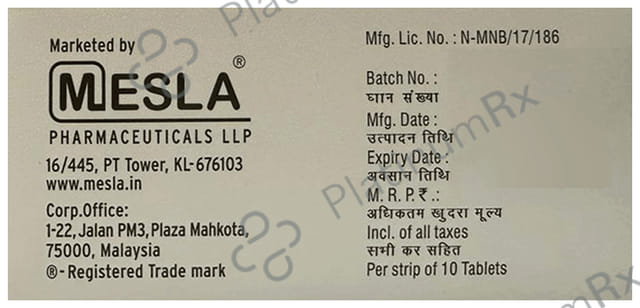 Marketed by
MESLA®
PHARMACEUTICALS LLP
16/445, PT Tower, KL-676103
www.mesla.in
Corp.Office:
1-22,Jalan PM3,Plaza Mahkota,
75000, Malaysia
®-Registered Trade mark
Mfg. Lic. No.: N-MNB/17/186
Batch No.:
घान संख्या
Mfg. Date :
उत्पादन तिथि
Expiry Date :
अवसान तिथि
M. R. P. ₹ .:
अधिकतम खुदरा मूल्य
Incl. of all taxes
सभी कर सहित
Per strip of 10 Tablets
PlatinumRx
PlatinumRx